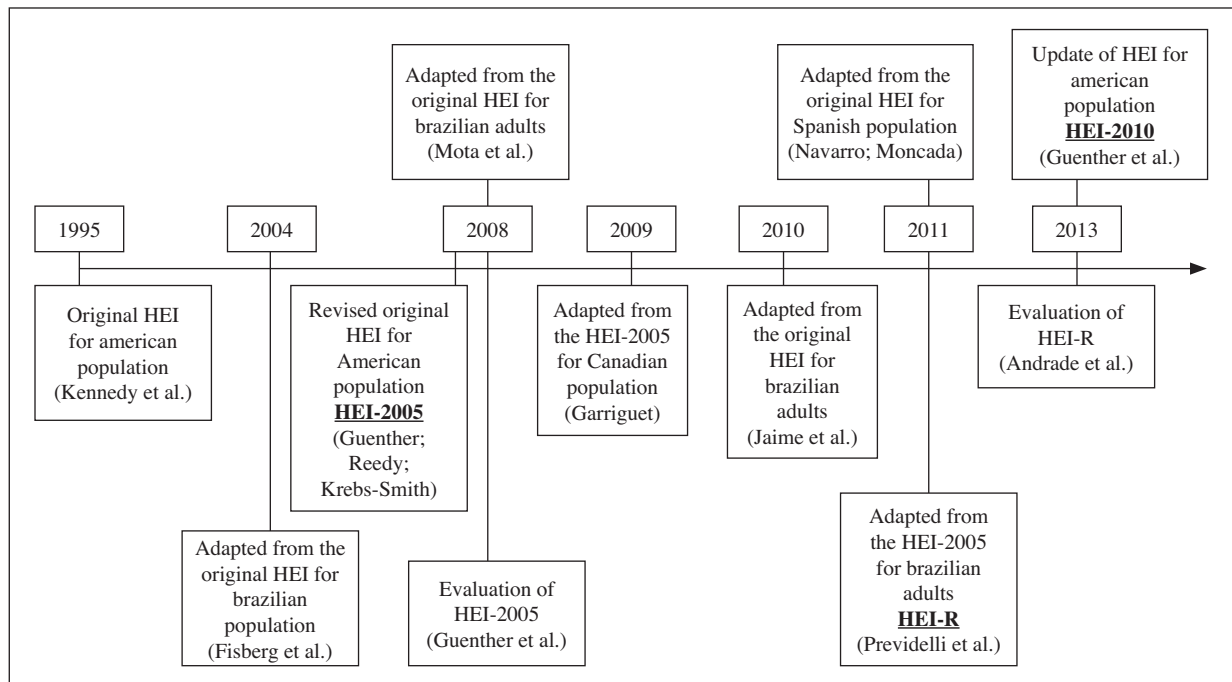 Adapted from the
original HEI for
brazilian adults
(Mota et al.)
Adapted from the
original HEI for
Spanish population
(Navarro; Moncada)
Update of HEI for
american
population
HEI-2010
(Guenther et al.)
1995
2004
2008
2009
2010
2011
2013
Original HEI
for american
population
(Kennedy et al.)
Revised original
HEI for
American
population
HEI-2005
(Guenther;
Reedy;
Krebs-Smith)
Adapted from
the HEI-2005
for Canadian
population
(Garriguet)
Adapted from
the original
HEI for
brazilian
adults
(Jaime et al.)
Evaluation of
HEI-R
(Andrade et al.)
Adapted from the
original HEI for
brazilian
population
(Fisberg et al.)
Evaluation of
HEI-2005
(Guenther et al.)
Adapted from
the HEI-2005
for brazilian
adults
HEI-R
(Previdelli et al.)